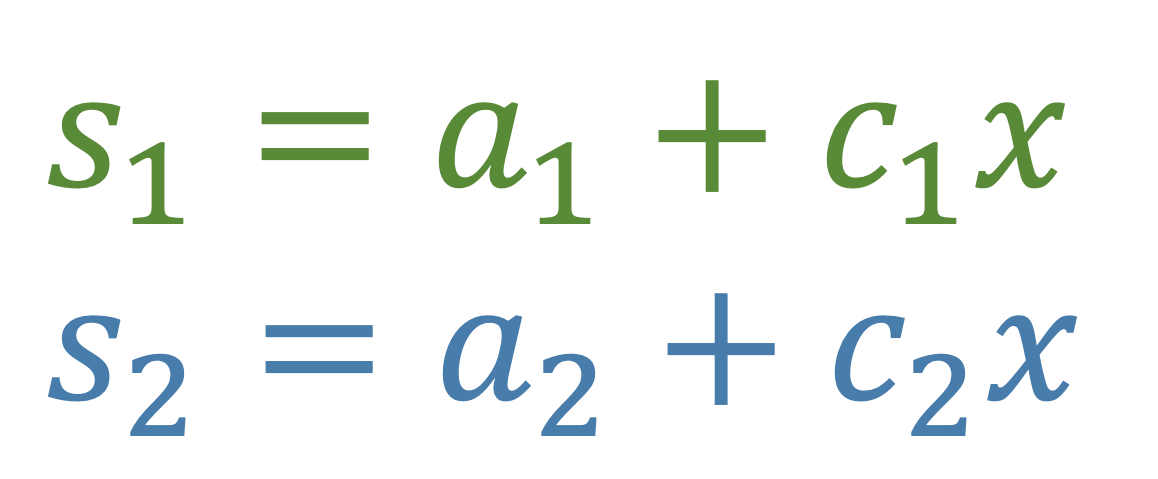 s₁ = a₁ + c₁x
s₂ = a₂ + c₂x